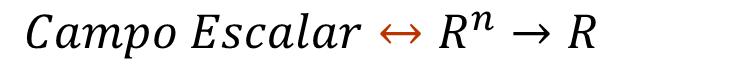 Campo Escalar ↔ Rⁿ → R